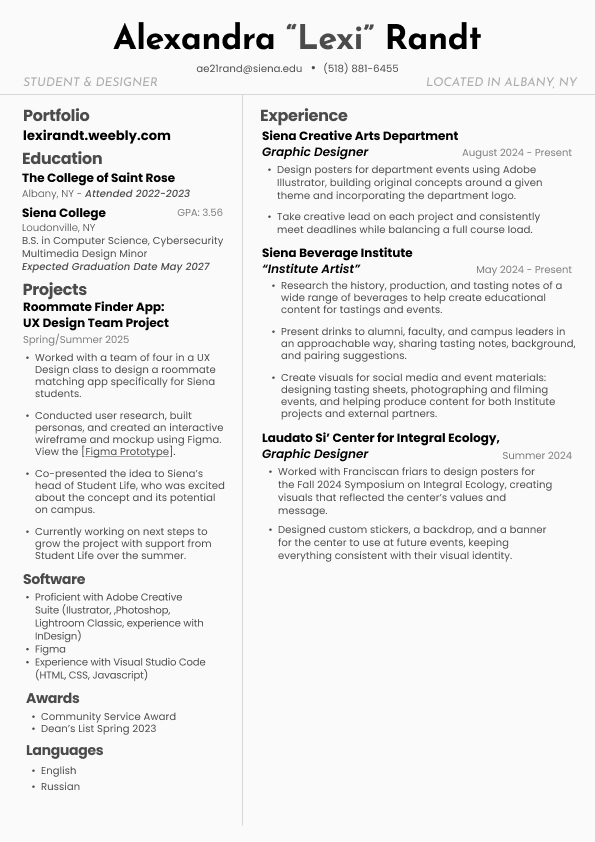 Alexandra “Lexi” Randt
ae21rand@siena.edu • (518) 881-6455
STUDENT & DESIGNER
LOCATED IN ALBANY, NY
Portfolio
lexirandt.weebly.com
Education
The College of Saint Rose
Albany, NY - Attended 2022-2023
Siena College GPA: 3.56
Loudonville, NY
B.S. in Computer Science, Cybersecurity
Multimedia Design Minor
Expected Graduation Date May 2027
Projects
Roommate Finder App:
UX Design Team Project
Spring/Summer 2025
• Worked with a team of four in a UX
Design class to design a roommate
matching app specifically for Siena
students.
• Conducted user research, built
personas, and created an interactive
wireframe and mockup using Figma.
View the [Figma Prototype].
• Co-presented the idea to Siena’s
head of Student Life, who was excited
about the concept and its potential
on campus.
• Currently working on next steps to
grow the project with support from
Student Life over the summer.
Software
• Proficient with Adobe Creative
Suite (Ilustrator, ,Photoshop,
Lightroom Classic, experience with
InDesign)
• Figma
• Experience with Visual Studio Code
(HTML, CSS, Javascript)
Awards
• Community Service Award
• Dean’s List Spring 2023
Languages
• English
• Russian
Experience
Siena Creative Arts Department
Graphic Designer August 2024 - Present
• Design posters for department events using Adobe
Illustrator, building original concepts around a given
theme and incorporating the department logo.
• Take creative lead on each project and consistently
meet deadlines while balancing a full course load.
Siena Beverage Institute
“Institute Artist” May 2024 - Present
• Research the history, production, and tasting notes of a
wide range of beverages to help create educational
content for tastings and events.
• Present drinks to alumni, faculty, and campus leaders in
an approachable way, sharing tasting notes, background,
and pairing suggestions.
• Create visuals for social media and event materials:
designing tasting sheets, photographing and filming
events, and helping produce content for both Institute
projects and external partners.
Laudato Si’ Center for Integral Ecology,
Graphic Designer Summer 2024
• Worked with Franciscan friars to design posters for
the Fall 2024 Symposium on Integral Ecology, creating
visuals that reflected the center’s values and
message.
• Designed custom stickers, a backdrop, and a banner
for the center to use at future events, keeping
everything consistent with their visual identity.